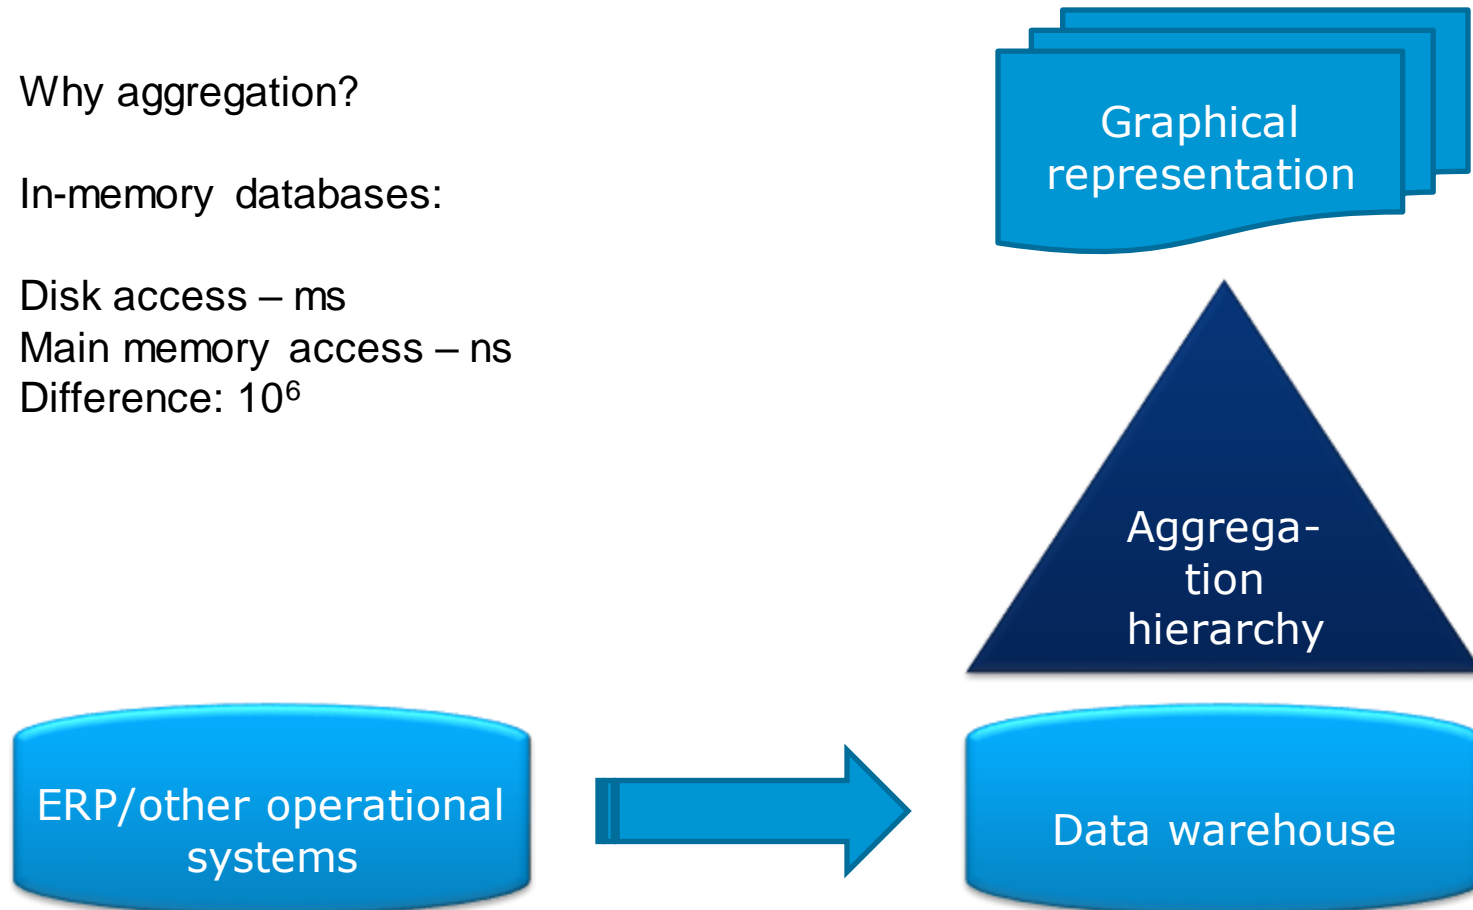 Why aggregation?
In-memory databases:
Disk access – ms
Main memory access – ns
Difference: 10⁶
Graphical
representation
Aggrega-
tion
hierarchy
ERP/other operational
systems
Data warehouse